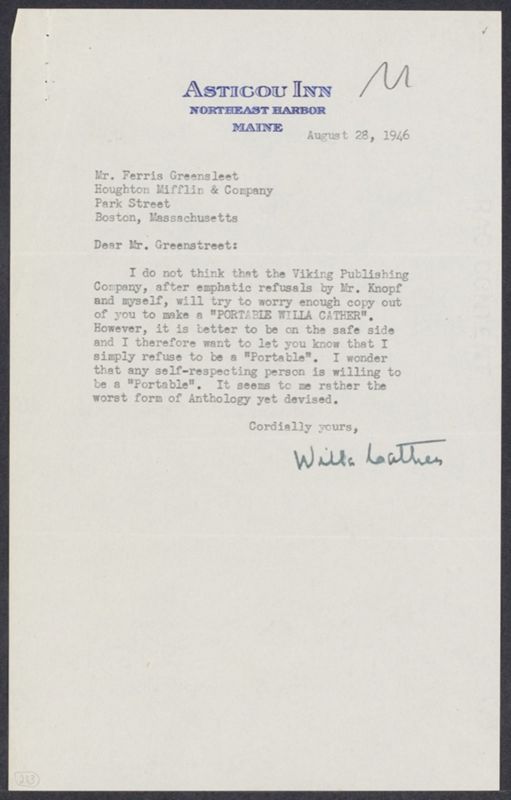 ASTICOU INN
NORTHEAST HARBOR
MAINE
August 28, 1946
Mr. Ferris Greensleet
Houghton Mifflin & Company
Park Street
Boston, Massachusetts
Dear Mr. Greenstreet:
I do not think that the Viking Publishing
Company, after emphatic refusals by Mr. Knopf
and myself, will try to worry enough copy out
of you to make a "PORTABLE WILLA CATHER".
However, it is better to be on the safe side
and I therefore want to let you know that I
simply refuse to be a "Portable". I wonder
that any self-respecting person is willing to
be a "Portable". It seems to me rather the
worst form of Anthology yet devised.
Cordially yours,
Willa Cather